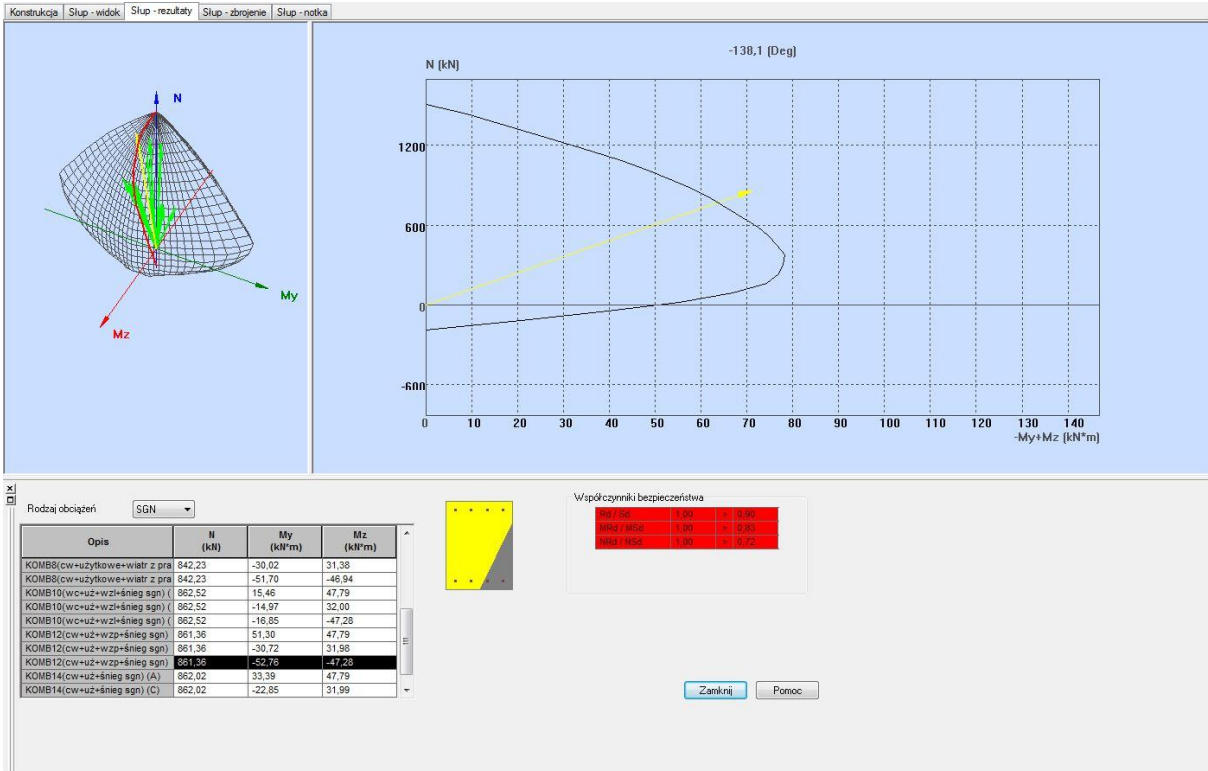 Konstrukcja Słup - widok Słup - rezultaty Słup - zbrojenie Słup - notka
N
My
Mz
-138,1 (Deg)
N (kN)
1200
600
0
-600
0 10 20 30 40 50 60 70 80 90 100 110 120 130 140
-My+Mz (kN*m)
Rodzaj obciążeń SGN
Opis N (kN) My (kN*m) Mz (kN*m)
KOMB8(cw+użytkowe+wiatr z pra 842,23 -30,02 31,38
KOMB8(cw+użytkowe+wiatr z pra 842,23 -51,70 -46,94
KOMB10(wc+uż+wzl+śnieg sgn) ( 862,52 15,46 47,79
KOMB10(wc+uż+wzl+śnieg sgn) ( 862,52 -14,97 32,00
KOMB10(wc+uż+wzl+śnieg sgn) ( 862,52 -16,85 -47,28
KOMB12(cw+uż+wzp+śnieg sgn) 861,36 51,30 47,79
KOMB12(cw+uż+wzp+śnieg sgn) 861,36 -30,72 31,98
KOMB12(cw+uż+wzp+śnieg sgn) 861,36 -52,76 -47,28
KOMB14(cw+uż+śnieg sgn) (A) 862,02 33,39 47,79
KOMB14(cw+uż+śnieg sgn) (C) 862,02 -22,85 31,99
Współczynniki bezpieczeństwa
Rd / Sd 1,00 > 0,90
MRd / MSd 1,00 > 0,83
NRd / NSd 1,00 > 0,72
Zamknij Pomoc